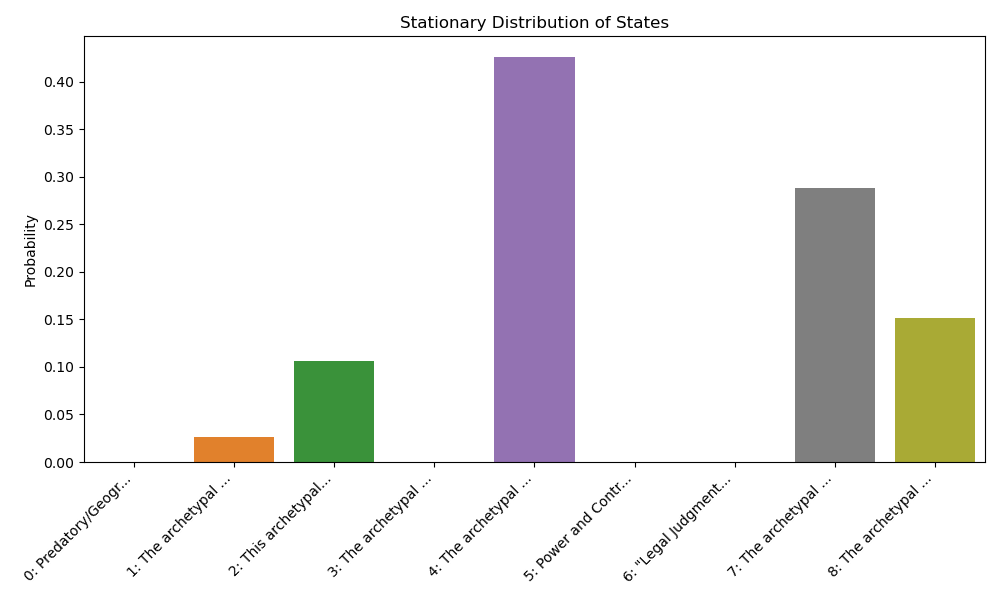 Stationary Distribution of States
Probability
0.40
0.35
0.30
0.25
0.20
0.15
0.10
0.05
0.00
0: Predatory/Geogr...
1: The archetypal ...
2: This archetypal...
3: The archetypal ...
4: The archetypal ...
5: Power and Contr...
6: "Legal Judgment...
7: The archetypal ...
8: The archetypal ...